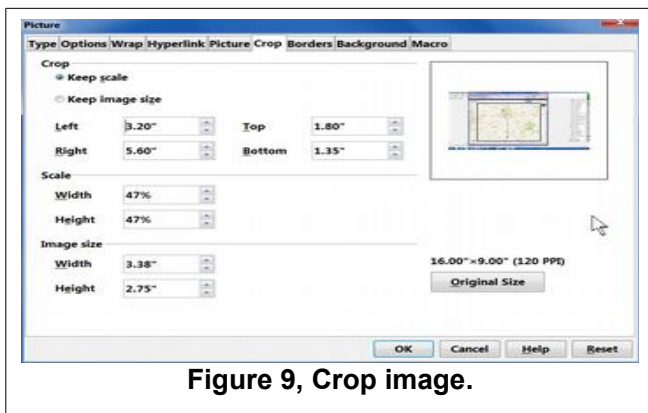 Picture
Type Options Wrap Hyperlink Picture Crop Borders Background Macro
Crop
Keep scale
Keep image size
Left 3.20" Top 1.80"
Right 5.60" Bottom 1.35"
Scale
Width 47%
Height 47%
Image size
Width 3.38" 16.00"×9.00" (120 PPI)
Height 2.75" Original Size
OK Cancel Help Reset
Figure 9, Crop image.